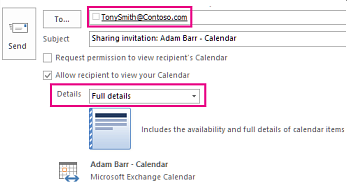 To...
TonySmith@Contoso.com
Send
Subject
Sharing invitation: Adam Barr - Calendar
Request permission to view recipient's Calendar
Allow recipient to view your Calendar
Details
Full details
Includes the availability and full details of calendar items
Adam Barr - Calendar
Microsoft Exchange Calendar